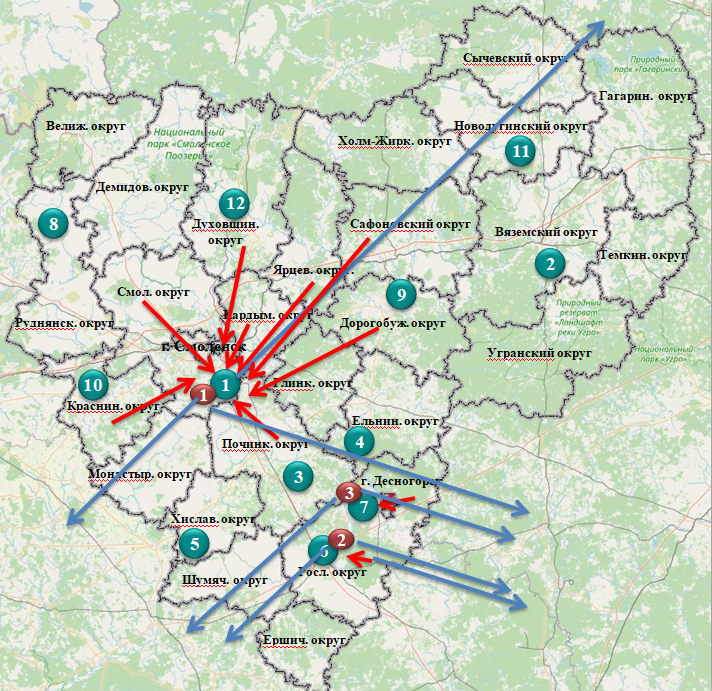 Сычевский округ
Природный
парк «Гагаринский
Гагарин. округ
Велиж. округ
Национальный
парк «Смоленское
Поозерье»
Холм-Жирк. округ
Новодугинский округ
11
Демидов. округ
12
8
Духовщин.
округ
Сафоновский округ
Вяземский округ
2
Темкин. округ
Ярцев. округ
Смол. округ
9
Кардым. округ
Дорогобуж. округ
Руднянск. округ
Природный
резерват
«Ландшафт
реки Угра»
г. Смоленск
Угранский округ
Национальный
парк «Угра»
10
1
1
Глинк. округ
Краснин. округ
Ельнин. округ
Починк. округ
4
Монастыр. округ
3
г. Десногорск
3
7
Хислав. округ
5
2
6
Шумяч. округ
Росл. округ
Ершич. округ